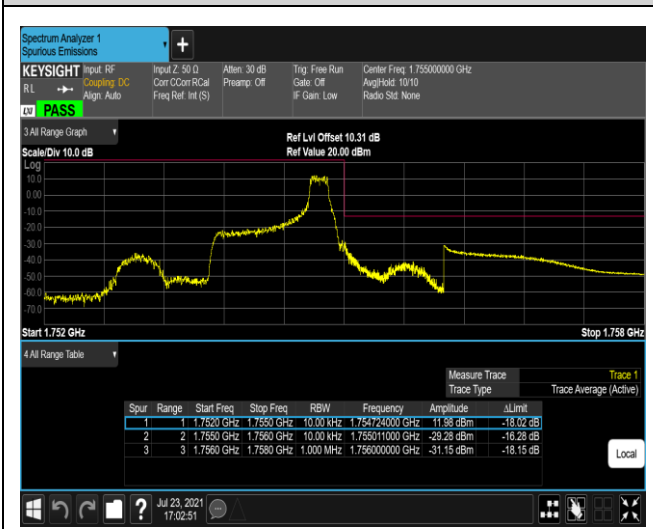 Spectrum Analyzer 1
Spurious Emissions
KEYSIGHT Input: RF Input Z: 50 Ω Atten: 30 dB Trig: Free Run Center Freq: 1.755000000 GHz
RL Coupling: DC Corr CCorr RCal Preamp: Off Gate: Off Avg|Hold: 10/10
Align: Auto Freq Ref: Int (S) IF Gain: Low Radio Std: None
LXI PASS
3 All Range Graph
Ref Lvl Offset 10.31 dB
Scale/Div 10.0 dB Ref Value 20.00 dBm
Log
10.0
0.00
-10.0
-20.0
-30.0
-40.0
-50.0
-60.0
-70.0
Start 1.752 GHz Stop 1.758 GHz
4 All Range Table
Measure Trace Trace 1
Trace Type Trace Average (Active)
Spur Range Start Freq Stop Freq RBW Frequency Amplitude ΔLimit
1 1 1.7520 GHz 1.7550 GHz 10.00 kHz 1.754724000 GHz 11.98 dBm -18.02 dB
2 2 1.7550 GHz 1.7560 GHz 10.00 kHz 1.755011000 GHz -29.28 dBm -16.28 dB
3 3 1.7560 GHz 1.7580 GHz 1.000 MHz 1.756000000 GHz -31.15 dBm -18.15 dB
Local
? Jul 23, 2021
17:02:51